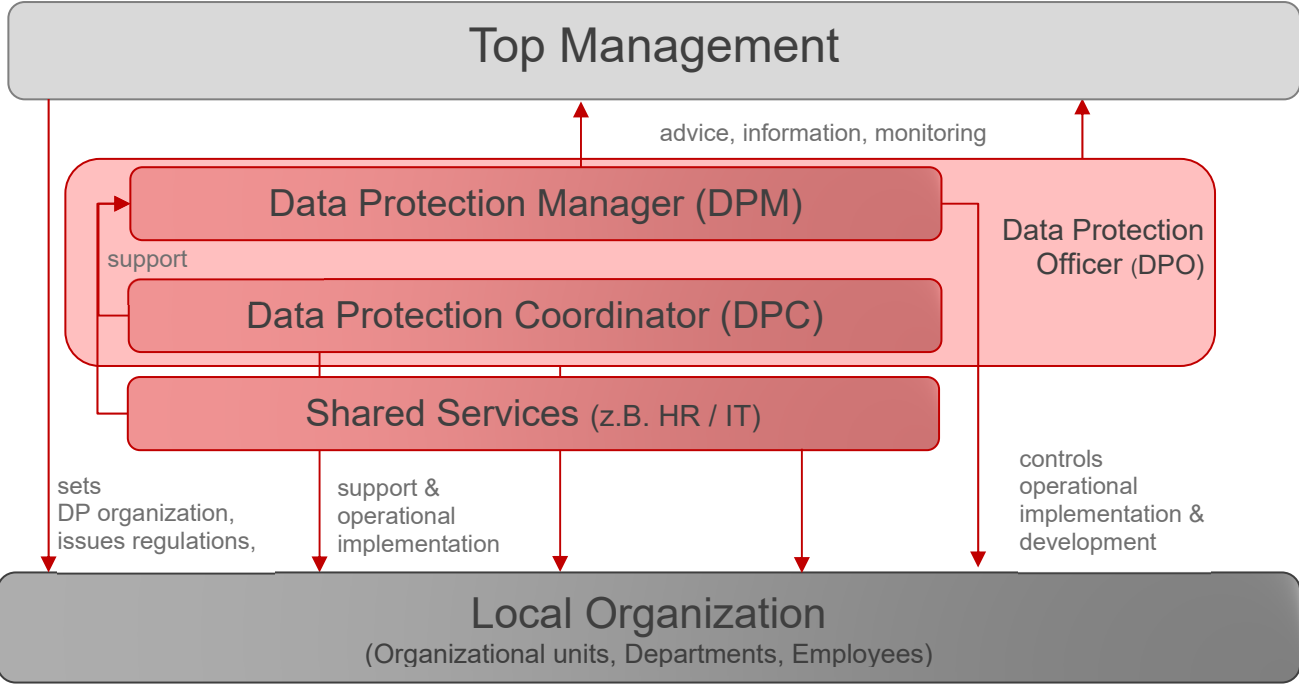 Top Management
advice, information, monitoring
Data Protection Manager (DPM)
Data Protection
Officer (DPO)
support
Data Protection Coordinator (DPC)
Shared Services (z.B. HR / IT)
sets
DP organization,
issues regulations,
support &
operational
implementation
controls
operational
implementation &
development
Local Organization
(Organizational units, Departments, Employees)